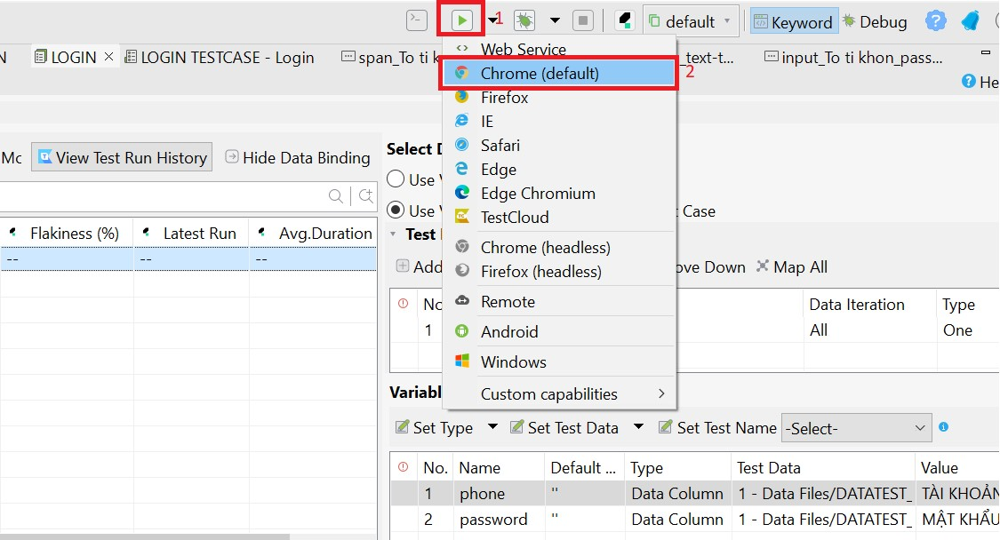 1 default Keyword Debug
N LOGIN LOGIN TESTCASE - Login span_To ti k _text-t... input_To ti khon_pass...
Web Service
Chrome (default) 2
He
Firefox
IE
Safari
Edge
Edge Chromium
TestCloud
Chrome (headless)
Firefox (headless)
Remote
Android
Windows
Custom capabilities
View Test Run History Hide Data Binding
Flakiness (%) Latest Run Avg.Duration
-- -- --
Select D
Use V
Use V t Case
Test
Add ove Down Map All
No Data Iteration Type
1 All One
Variabl
Set Type Set Test Data Set Test Name -Select-
No. Name Default ... Type Test Data Value
1 phone '' Data Column 1 - Data Files/DATATEST_ TÀI KHOẢN
2 password '' Data Column 1 - Data Files/DATATEST_ MẬT KHẨU